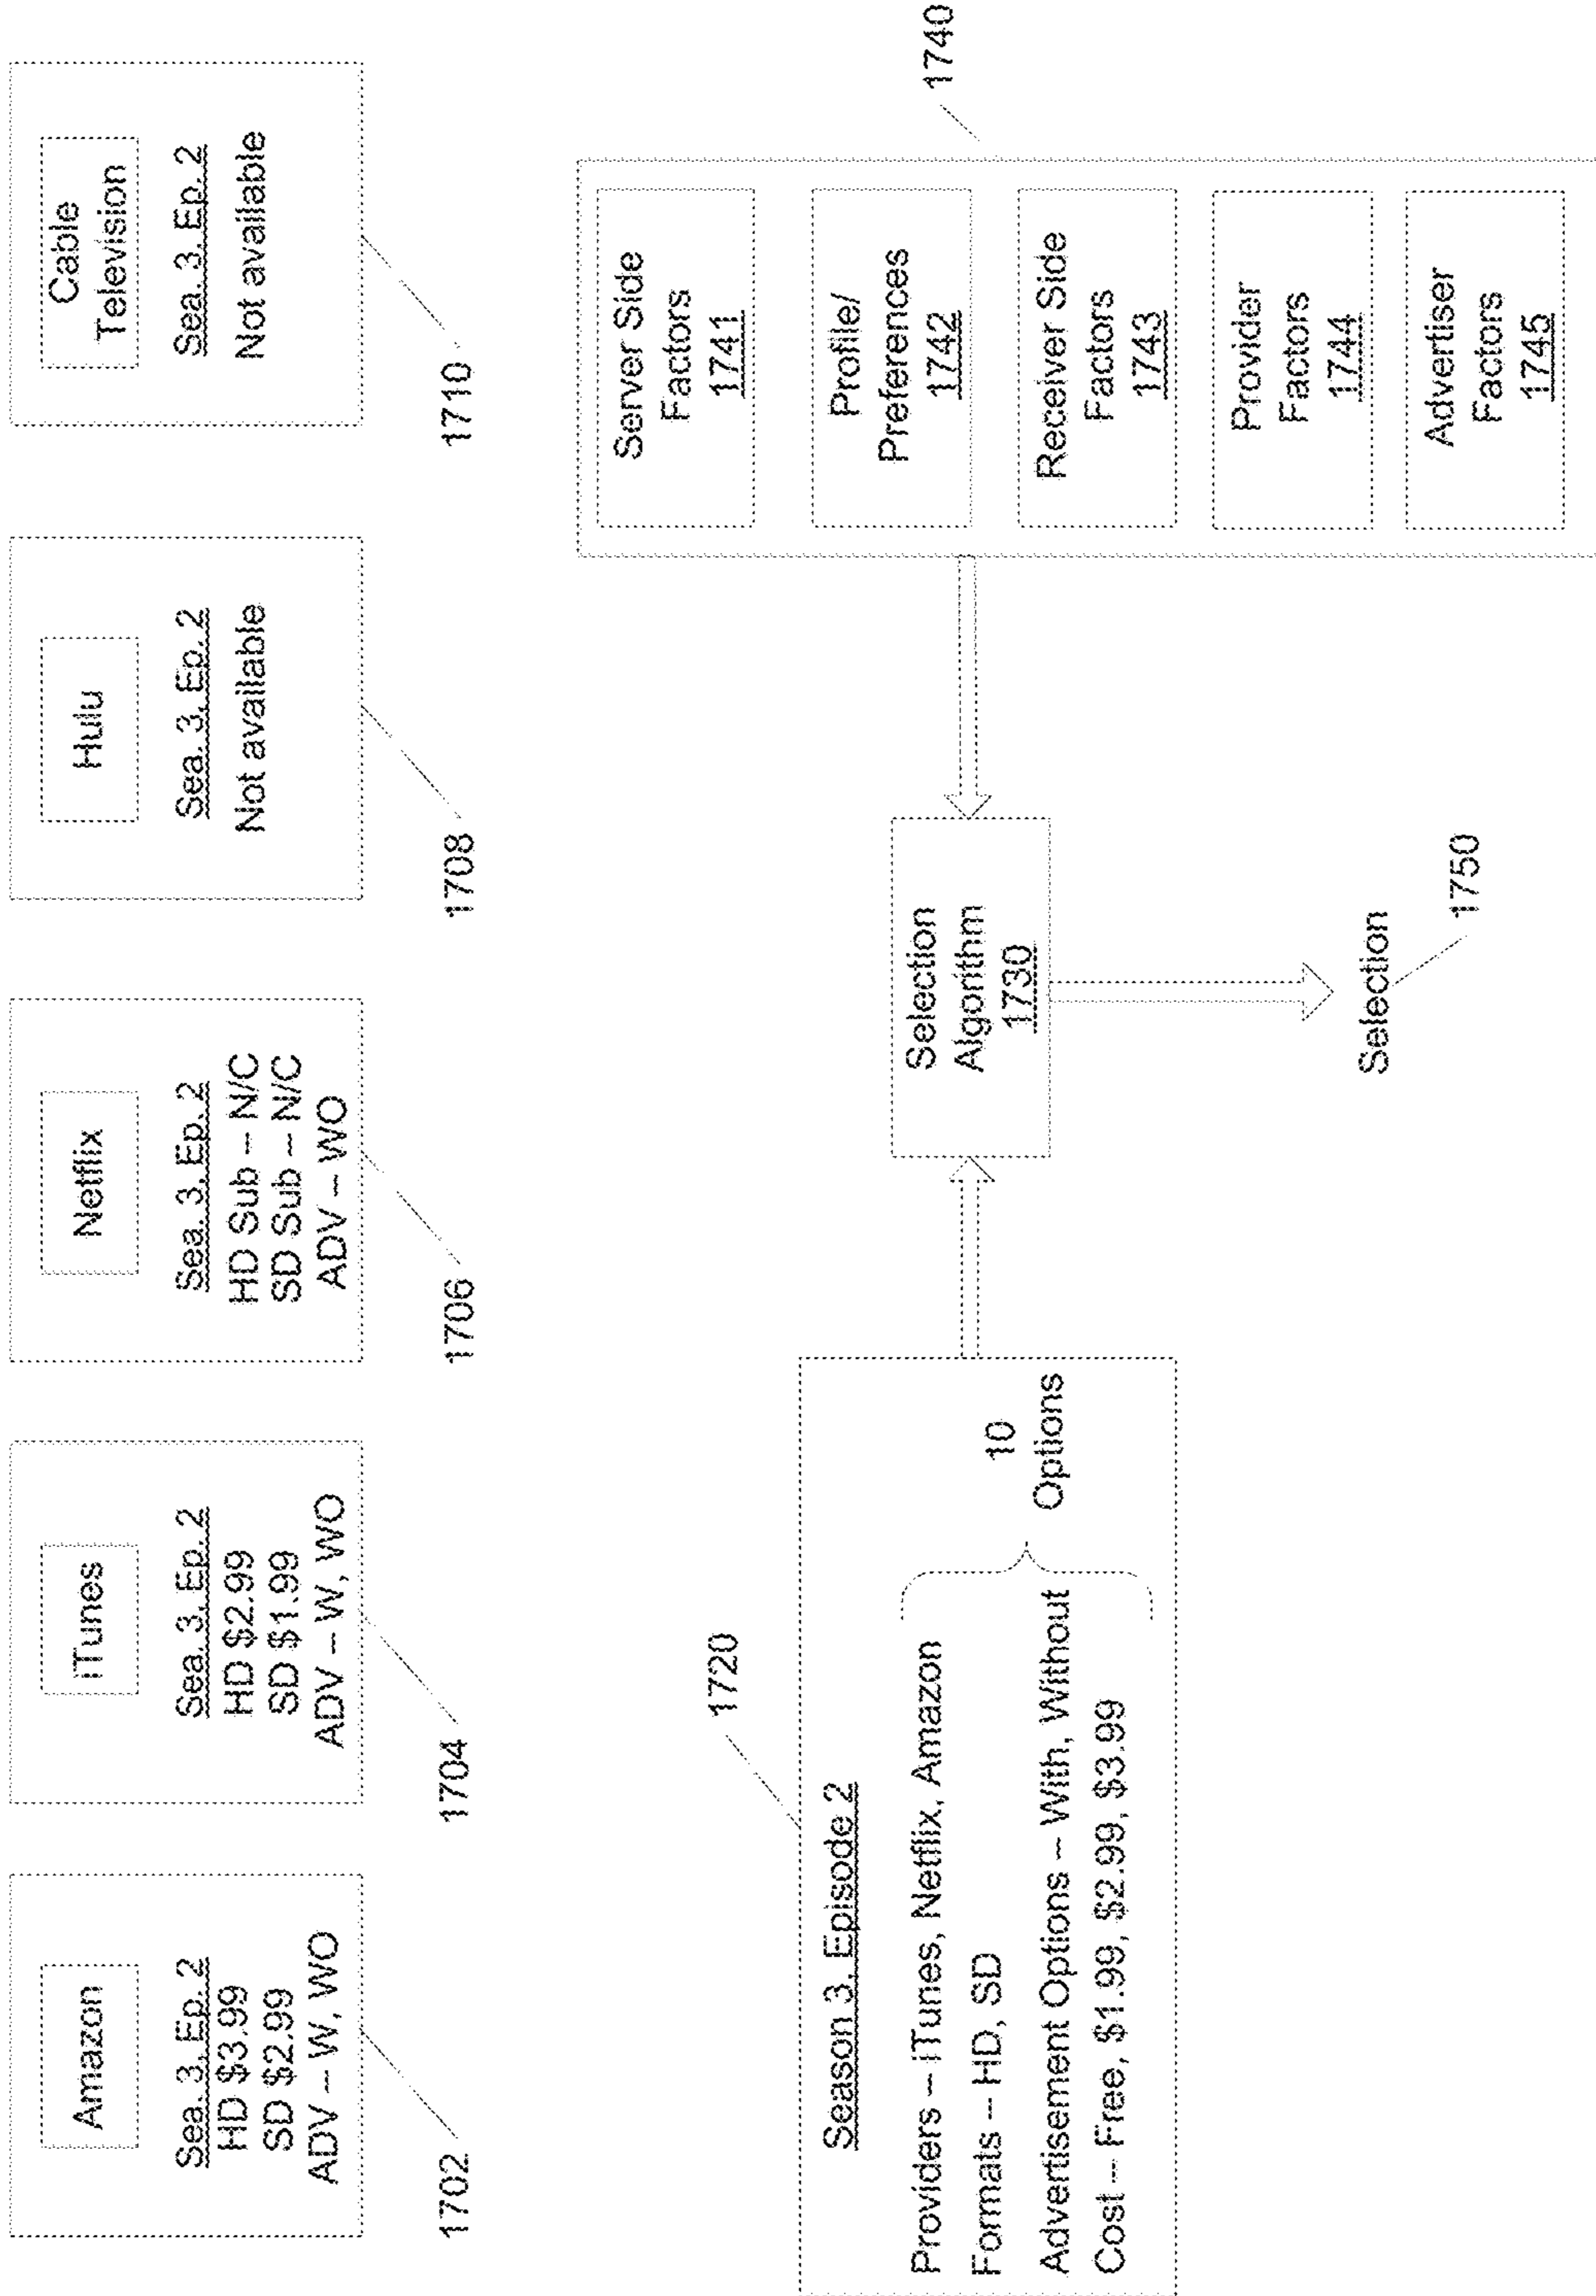 Amazon
Sea. 3, Ep. 2
HD $3.99
SD $2.99
ADV – W, WO
1702
iTunes
Sea. 3, Ep. 2
HD $2.99
SD $1.99
ADV – W, WO
1704
Netflix
Sea. 3, Ep. 2
HD Sub – N/C
SD Sub – N/C
ADV – WO
1706
Hulu
Sea. 3, Ep. 2
Not available
1708
Cable
Television
Sea. 3, Ep. 2
Not available
1710
1720
Season 3, Episode 2
Providers – iTunes, Netflix, Amazon
Formats – HD, SD
Advertisement Options – With, Without
Cost – Free, $1.99, $2.99, $3.99
10
Options
Selection
Algorithm
1730
Selection
1750
Server Side
Factors
1741
Profile/
Preferences
1742
Receiver Side
Factors
1743
Provider
Factors
1744
Advertiser
Factors
1745
1740